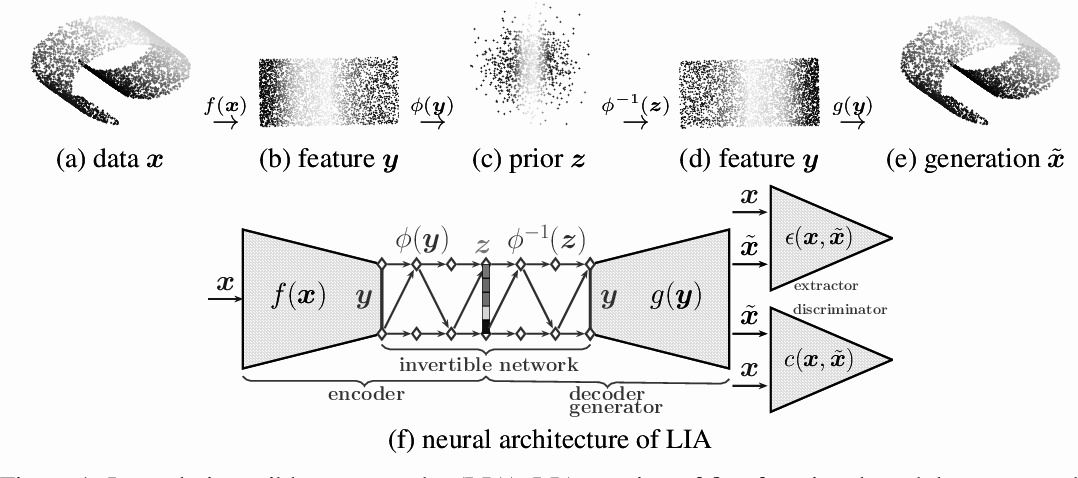 f(x) ϕ(y) ϕ⁻¹(z) g(y)
(a) data x (b) feature y (c) prior z (d) feature y (e) generation x̃
x
ϕ(y) z ϕ⁻¹(z) ϵ(x, x̃)
x̃
x f(x) y y g(y) extractor
discriminator
x̃
invertible network c(x, x̃)
x
encoder decoder
generator
(f) neural architecture of LIA